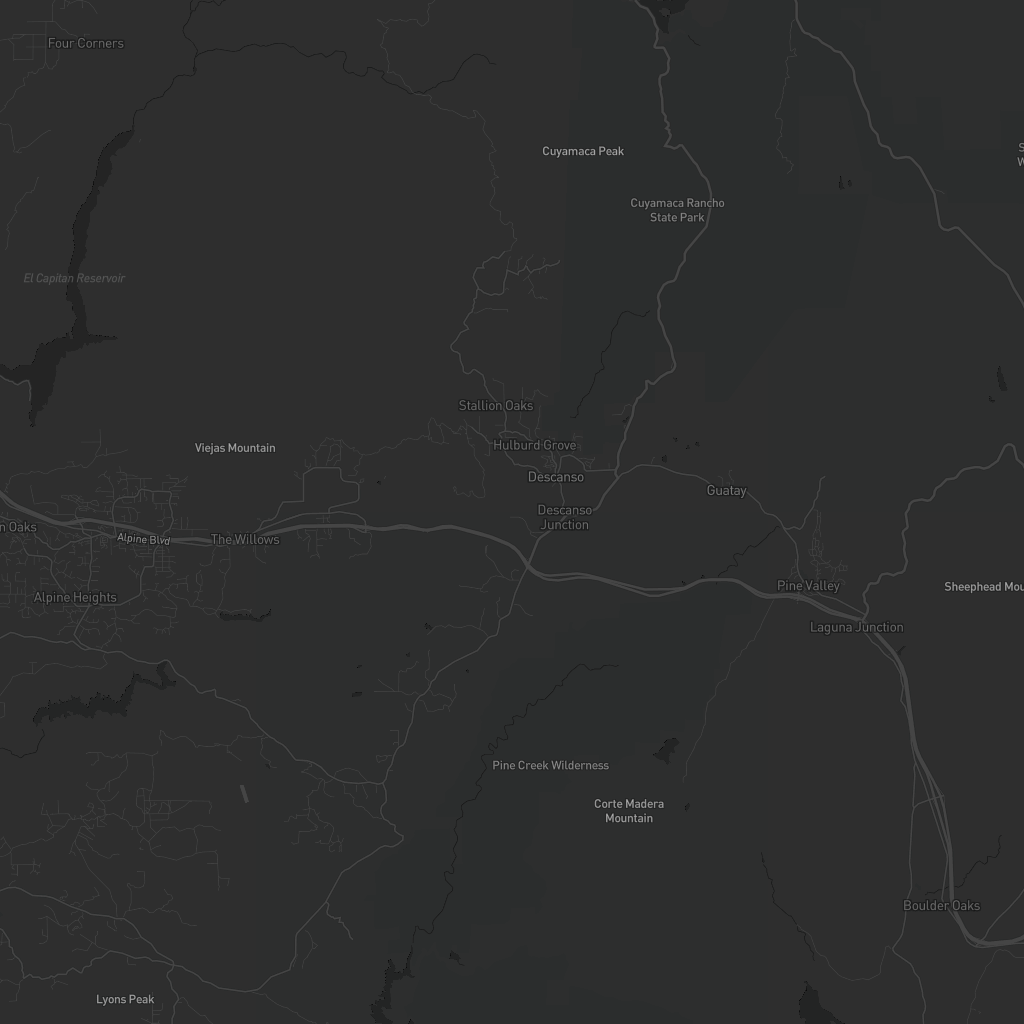 Four Corners
Cuyamaca Peak
Cuyamaca Rancho
State Park
El Capitan Reservoir
Stallion Oaks
Viejas Mountain
Hulburd Grove
Descanso
Guatay
Descanso
Junction
n Oaks
Alpine Blvd
The Willows
Pine Valley
Sheephead Mou
Alpine Heights
Laguna Junction
Pine Creek Wilderness
Corte Madera
Mountain
Boulder Oaks
Lyons Peak